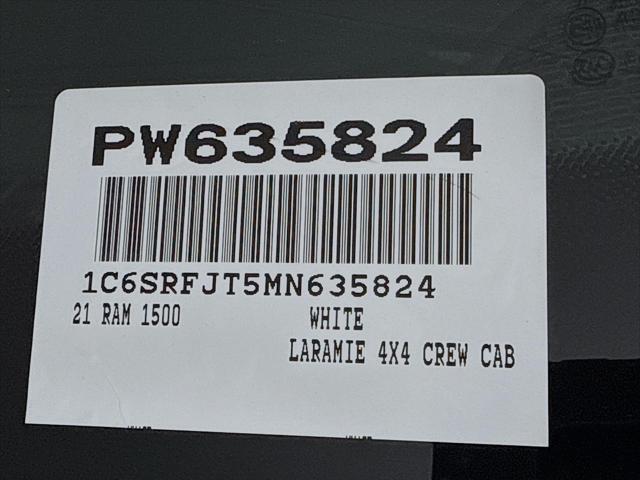 PW635824
1C6SRFJT5MN635824
21 RAM 1500 WHITE
LARAMIE 4X4 CREW CAB